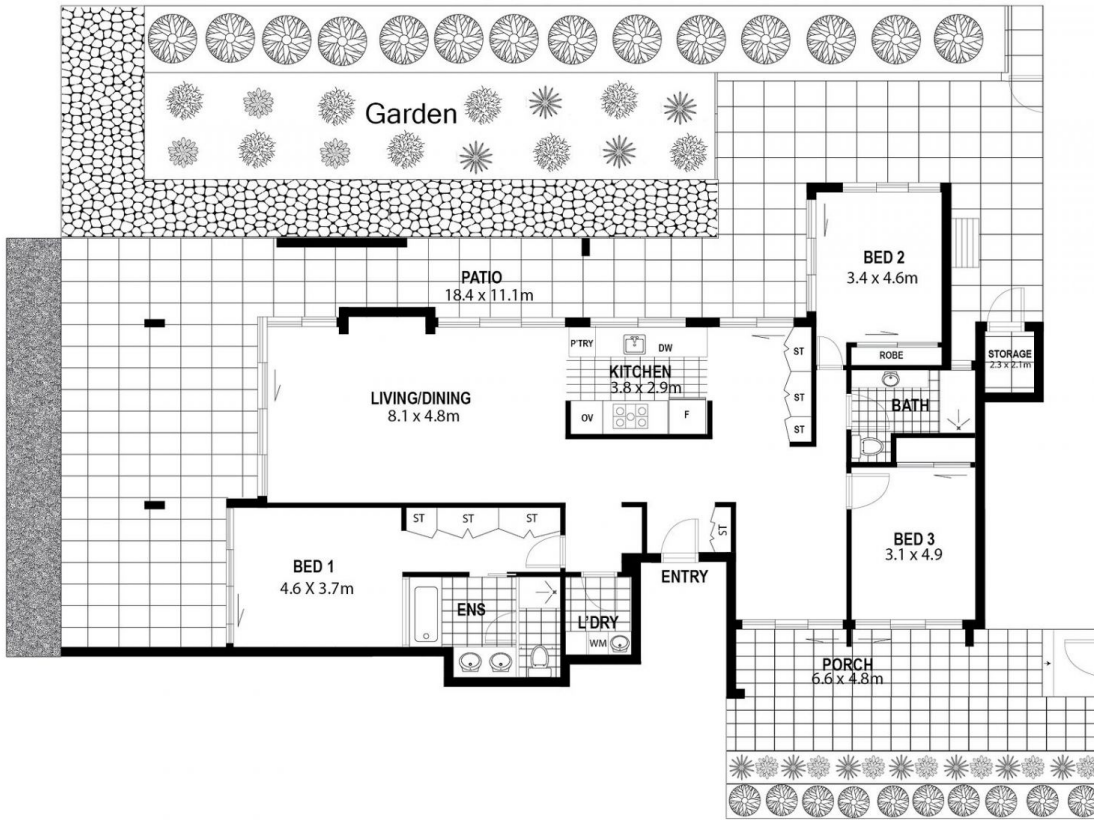 Garden
BED 2
3.4 x 4.6m
PATIO
18.4 x 11.1m
P'TRY
DW
ST
ROBE
STORAGE
2.3 x 2.1m
KITCHEN
3.8 x 2.9m
LIVING/DINING
8.1 x 4.8m
ST
BATH
OV
F
ST
ST
ST
ST
ST
BED 3
3.1 x 4.9
BED 1
4.6 X 3.7m
ENTRY
ENS
L'DRY
WM
PORCH
6.6 x 4.8m